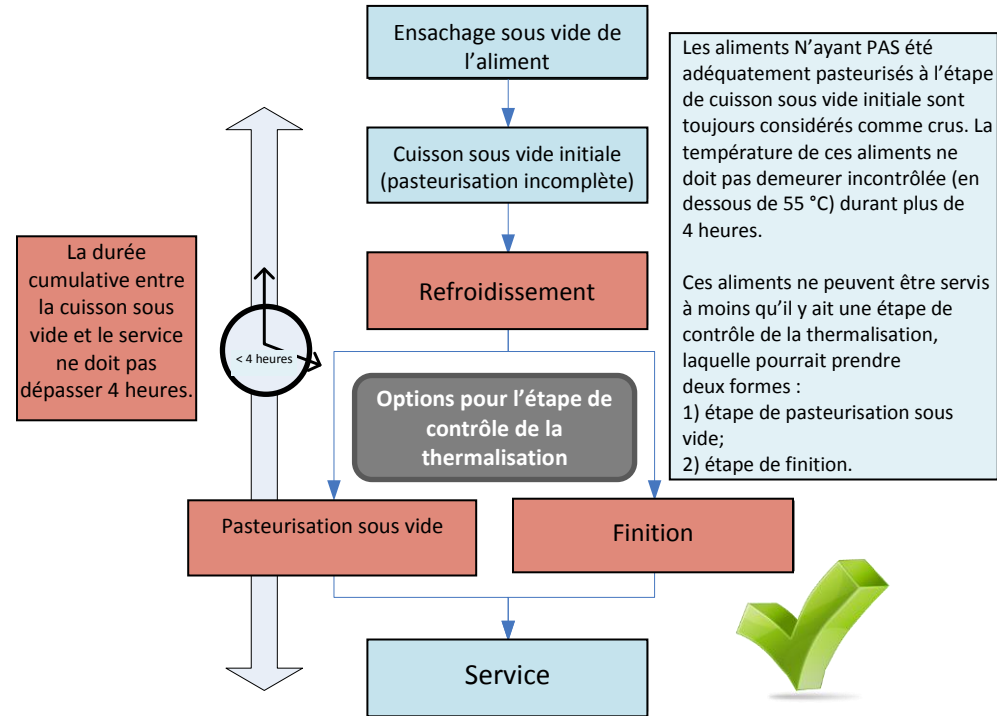 Ensachage sous vide de
l'aliment
Cuisson sous vide initiale
(pasteurisation incomplète)
Refroidissement
La durée
cumulative entre
la cuisson sous
vide et le service
ne doit pas
dépasser 4 heures.
< 4 heures
Options pour l'étape de
contrôle de la
thermalisation
Pasteurisation sous vide
Finition
Service
Les aliments N'ayant PAS été
adéquatement pasteurisés à l'étape
de cuisson sous vide initiale sont
toujours considérés comme crus. La
température de ces aliments ne
doit pas demeurer incontrôlée (en
dessous de 55 °C) durant plus de
4 heures.
Ces aliments ne peuvent être servis
à moins qu'il y ait une étape de
contrôle de la thermalisation,
laquelle pourrait prendre
deux formes :
1) étape de pasteurisation sous
vide;
2) étape de finition.